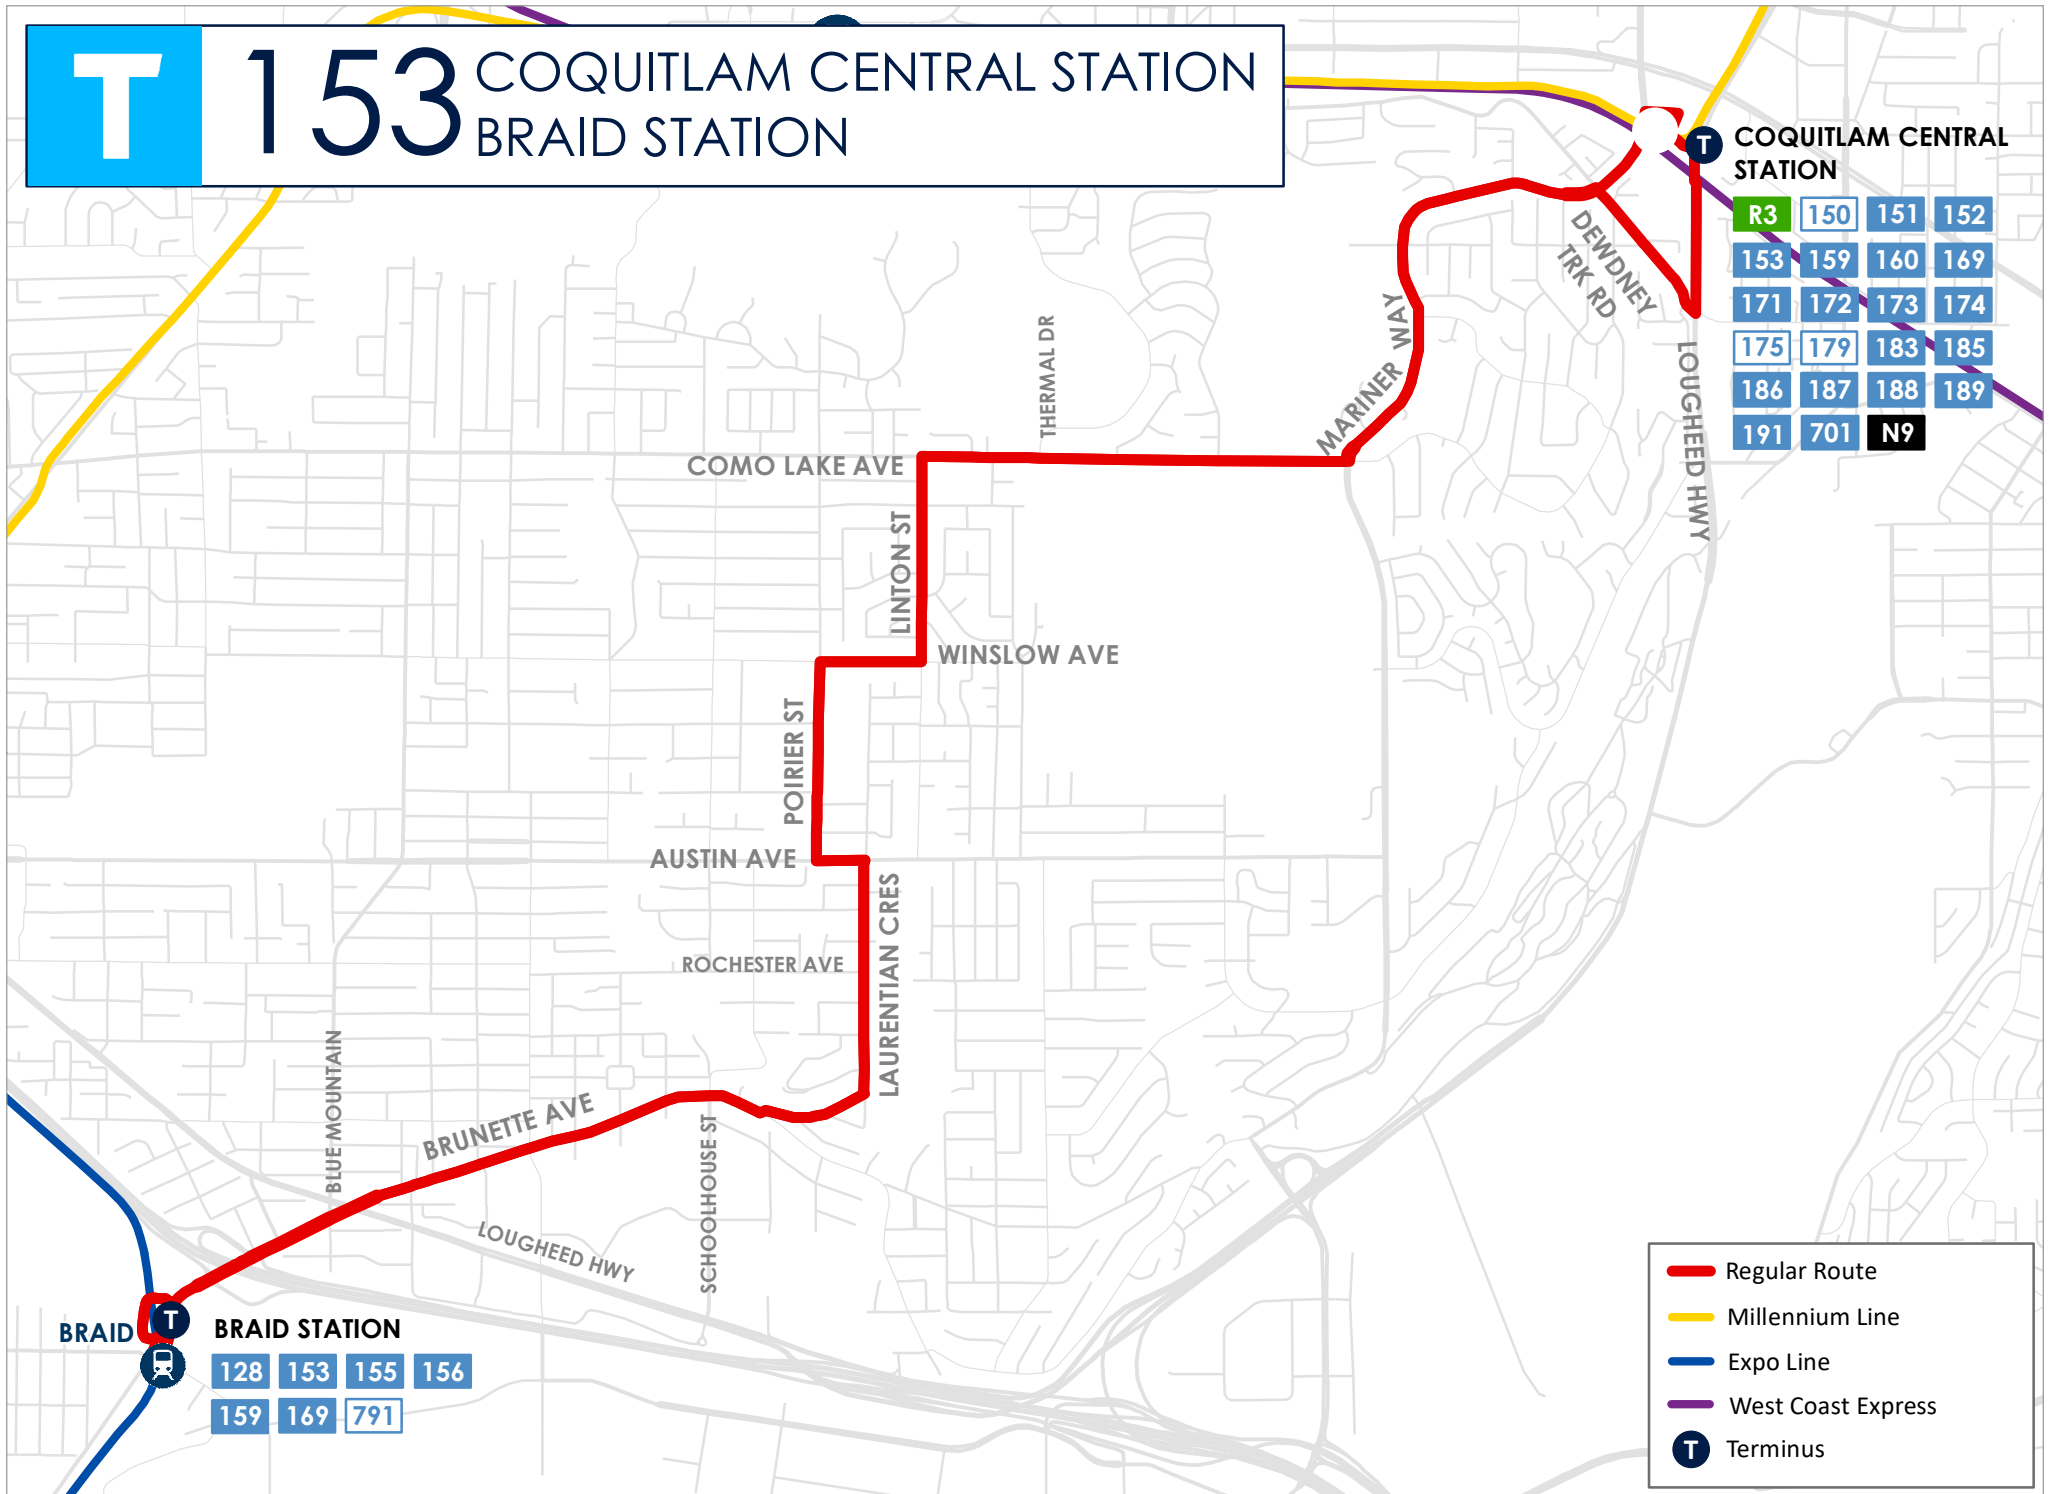 T
153
COQUITLAM CENTRAL STATION
BRAID STATION
T
COQUITLAM CENTRAL
STATION
R3 150 151 152
153 159 160 169
171 172 173 174
175 179 183 185
186 187 188 189
191 701 N9
DEWDNEY
TRK RD
MARINER WAY
THERMAL DR
LOUGHEED HWY
COMO LAKE AVE
LINTON ST
WINSLOW AVE
POIRIER ST
AUSTIN AVE
LAURENTIAN CRES
ROCHESTER AVE
BLUE MOUNTAIN
BRUNETTE AVE
SCHOOLHOUSE ST
LOUGHEED HWY
BRAID
T
BRAID STATION
128 153 155 156
159 169 791
Regular Route
Millennium Line
Expo Line
West Coast Express
T Terminus